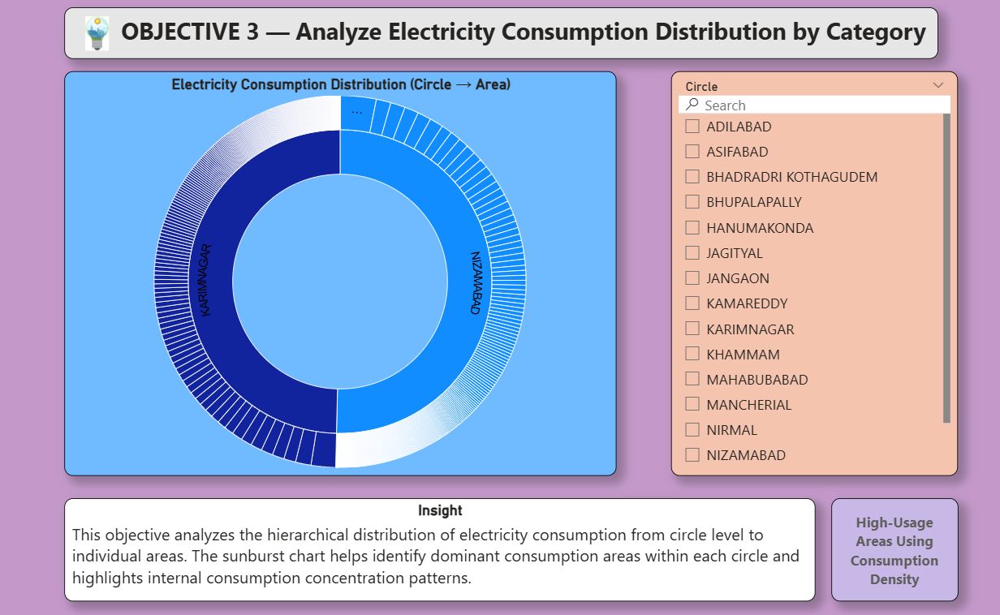 OBJECTIVE 3 — Analyze Electricity Consumption Distribution by Category
Electricity Consumption Distribution (Circle → Area)
...
KARIMNAGAR
NIZAMABAD
Circle
Search
ADILABAD
ASIFABAD
BHADRADRI KOTHAGUDEM
BHUPALAPALLY
HANUMAKONDA
JAGITYAL
JANGAON
KAMAREDDY
KARIMNAGAR
KHAMMAM
MAHABUBABAD
MANCHERIAL
NIRMAL
NIZAMABAD
Insight
This objective analyzes the hierarchical distribution of electricity consumption from circle level to
individual areas. The sunburst chart helps identify dominant consumption areas within each circle and
highlights internal consumption concentration patterns.
High-Usage
Areas Using
Consumption
Density